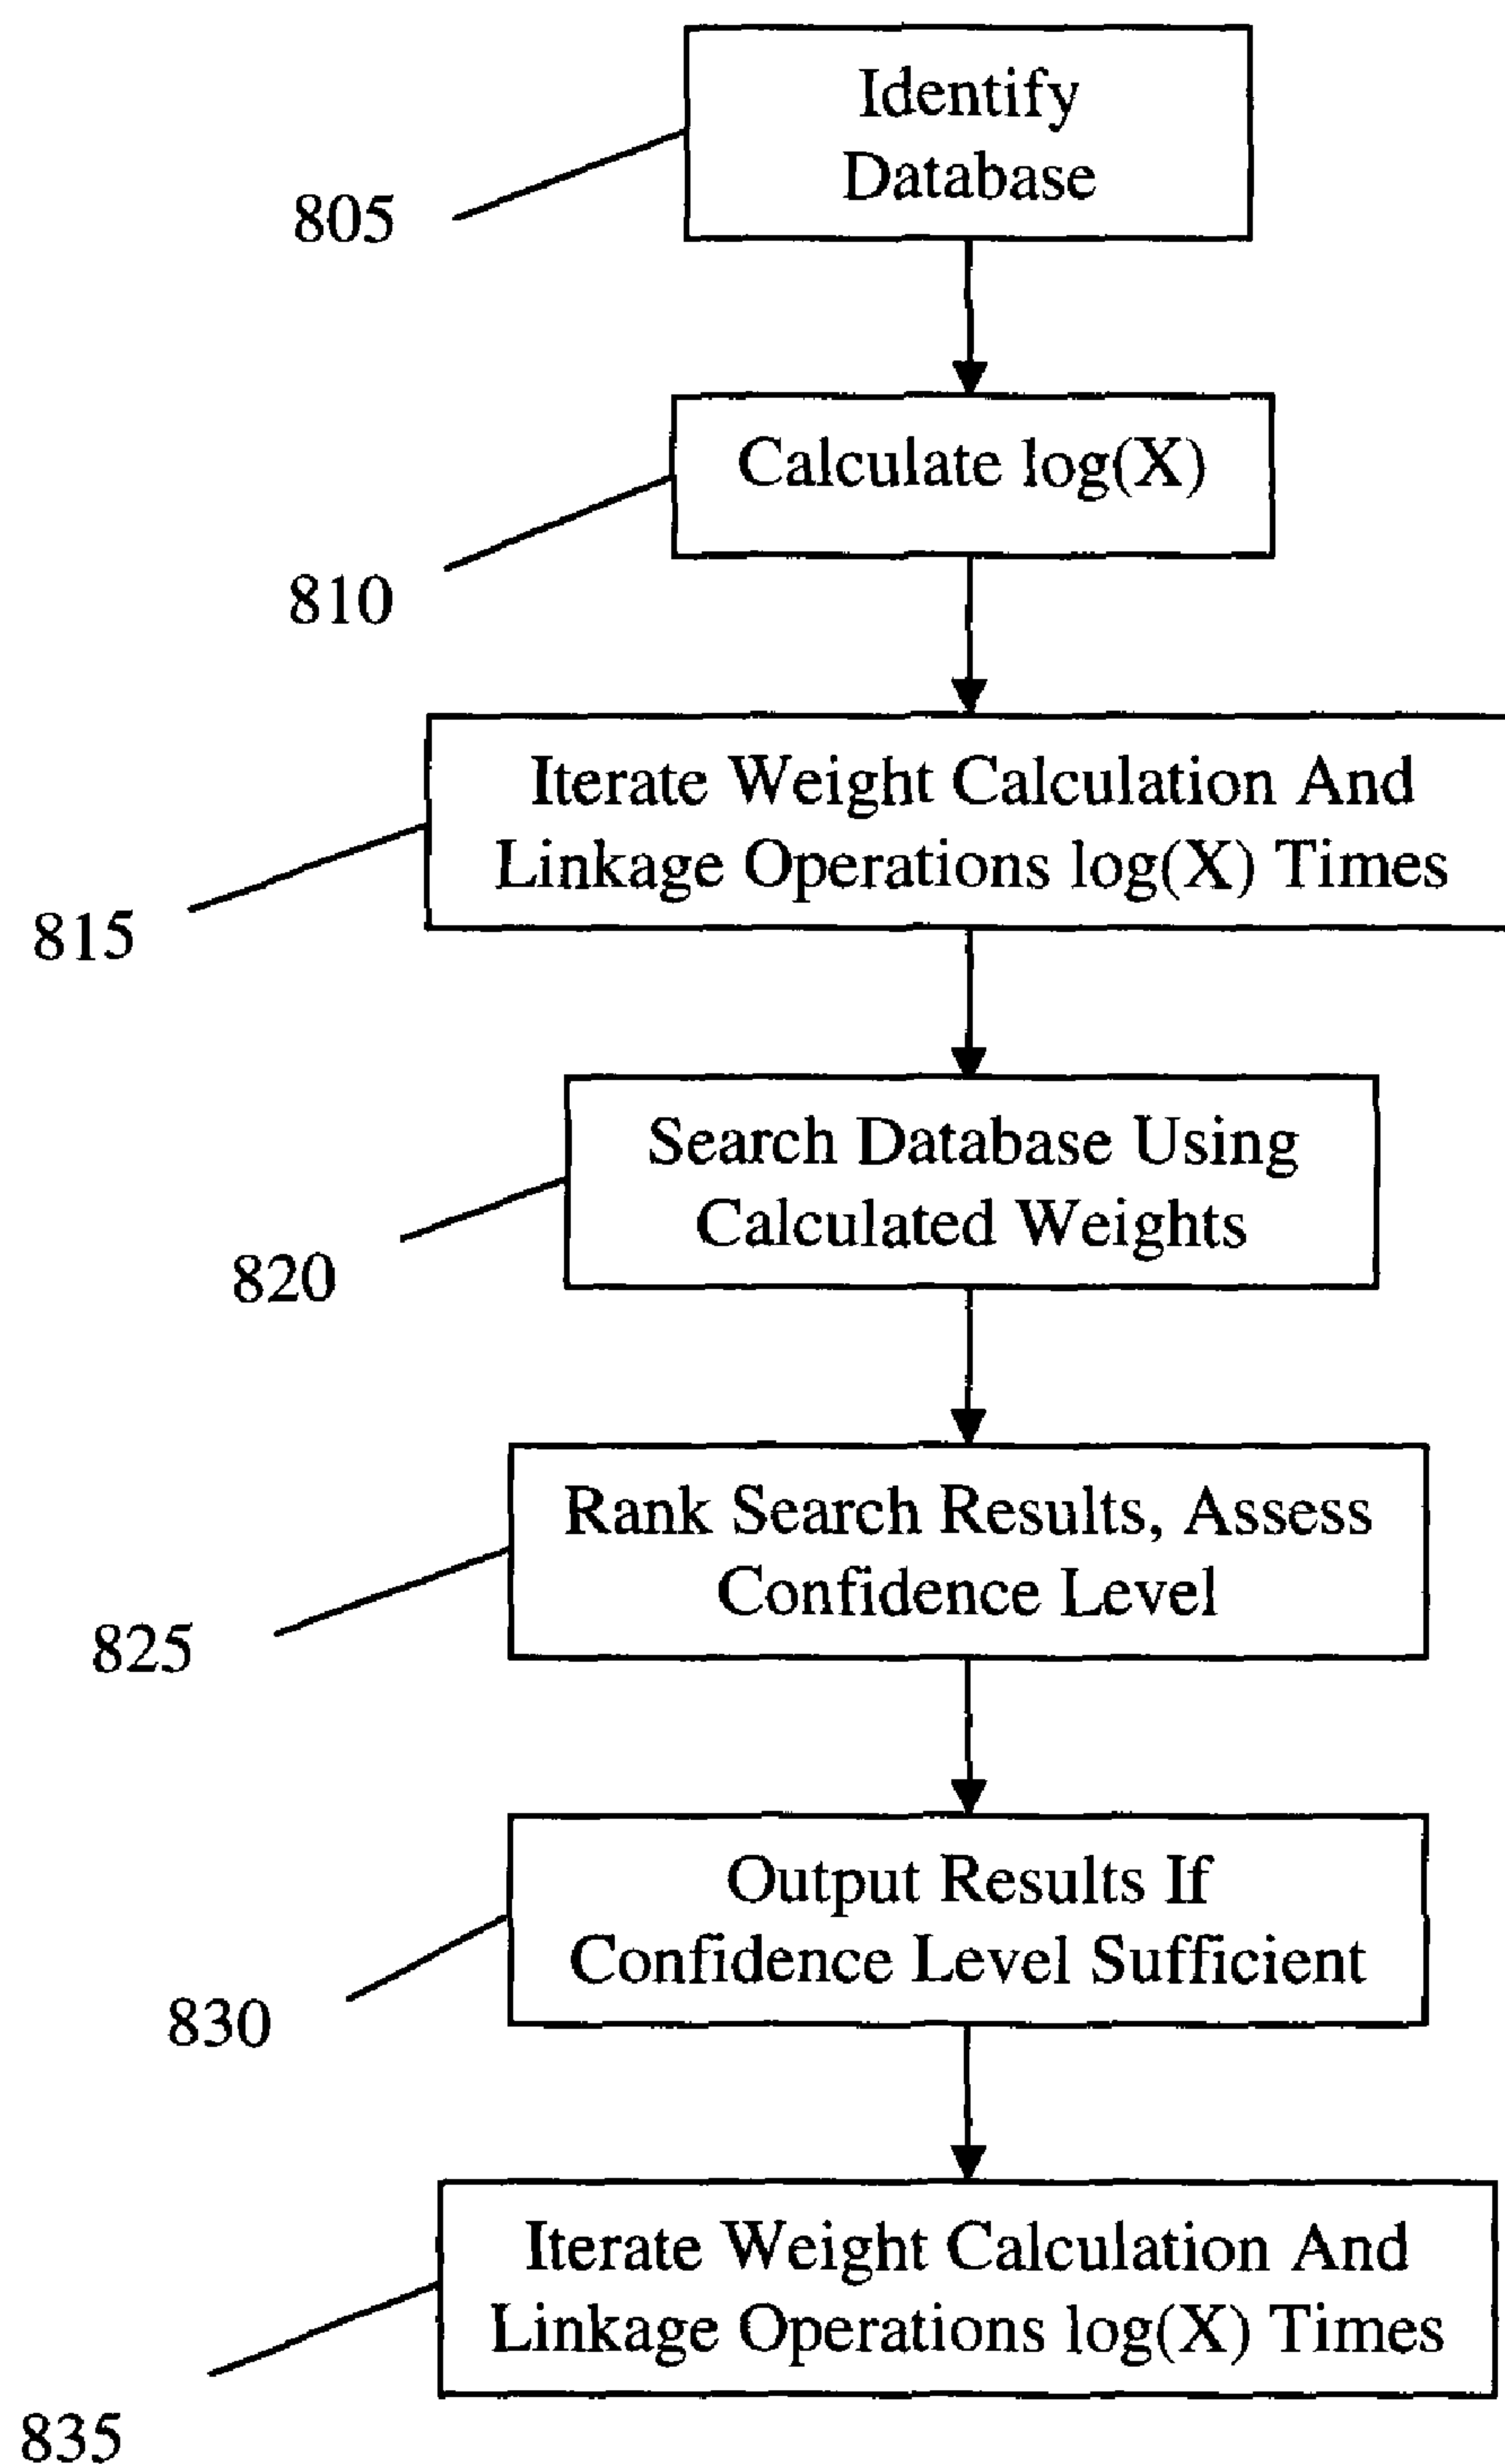 Identify
Database
805
Calculate log(X)
810
Iterate Weight Calculation And
Linkage Operations log(X) Times
815
Search Database Using
Calculated Weights
820
Rank Search Results, Assess
Confidence Level
825
Output Results If
Confidence Level Sufficient
830
Iterate Weight Calculation And
Linkage Operations log(X) Times
835